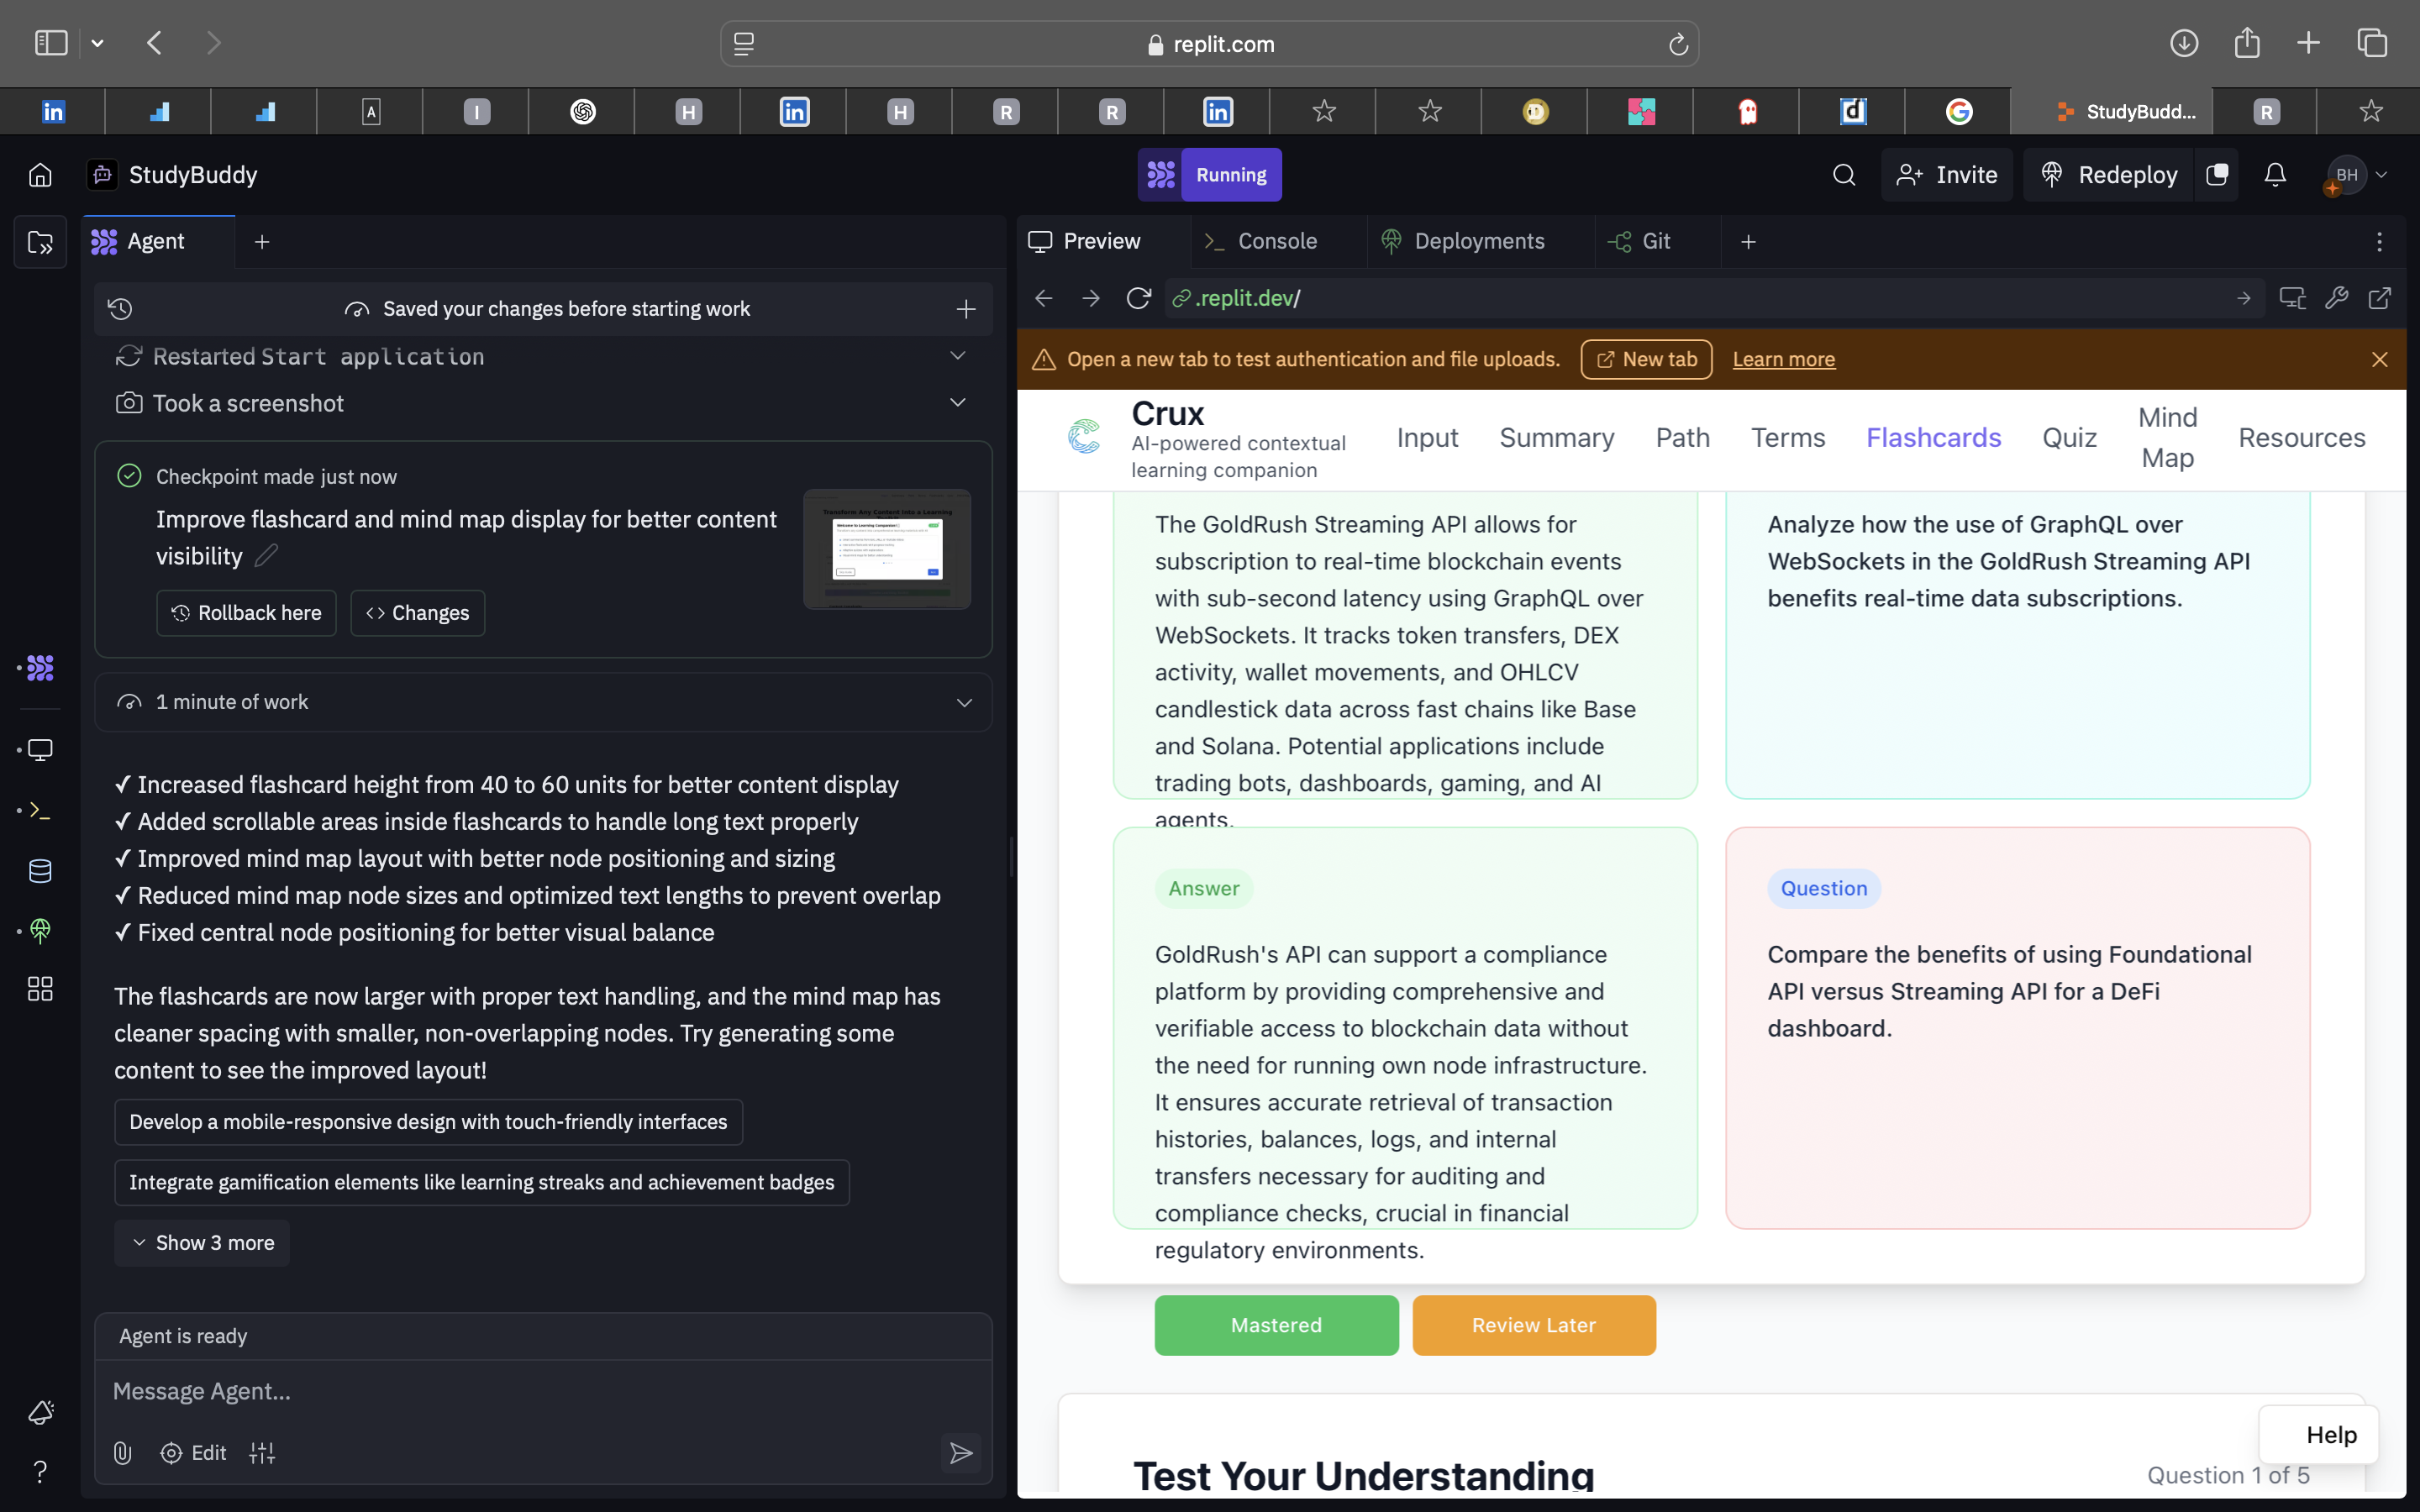 replit.com
StudyBudd...
StudyBuddy
Running
Invite
Redeploy
BH
Agent
Preview
Console
Deployments
Git
Saved your changes before starting work
.replit.dev/
Restarted Start application
Took a screenshot
Open a new tab to test authentication and file uploads.
New tab
Learn more
Checkpoint made just now
Improve flashcard and mind map display for better content
visibility
Rollback here
Changes
1 minute of work
✓ Increased flashcard height from 40 to 60 units for better content display
✓ Added scrollable areas inside flashcards to handle long text properly
✓ Improved mind map layout with better node positioning and sizing
✓ Reduced mind map node sizes and optimized text lengths to prevent overlap
✓ Fixed central node positioning for better visual balance
The flashcards are now larger with proper text handling, and the mind map has
cleaner spacing with smaller, non-overlapping nodes. Try generating some
content to see the improved layout!
Develop a mobile-responsive design with touch-friendly interfaces
Integrate gamification elements like learning streaks and achievement badges
Show 3 more
Agent is ready
Message Agent...
Edit
Crux
AI-powered contextual
learning companion
Input
Summary
Path
Terms
Flashcards
Quiz
Mind
Map
Resources
The GoldRush Streaming API allows for
subscription to real-time blockchain events
with sub-second latency using GraphQL over
WebSockets. It tracks token transfers, DEX
activity, wallet movements, and OHLCV
candlestick data across fast chains like Base
and Solana. Potential applications include
trading bots, dashboards, gaming, and AI
agents.
Analyze how the use of GraphQL over
WebSockets in the GoldRush Streaming API
benefits real-time data subscriptions.
Answer
GoldRush's API can support a compliance
platform by providing comprehensive and
verifiable access to blockchain data without
the need for running own node infrastructure.
It ensures accurate retrieval of transaction
histories, balances, logs, and internal
transfers necessary for auditing and
compliance checks, crucial in financial
regulatory environments.
Question
Compare the benefits of using Foundational
API versus Streaming API for a DeFi
dashboard.
Mastered
Review Later
Test Your Understanding
Question 1 of 5
Help